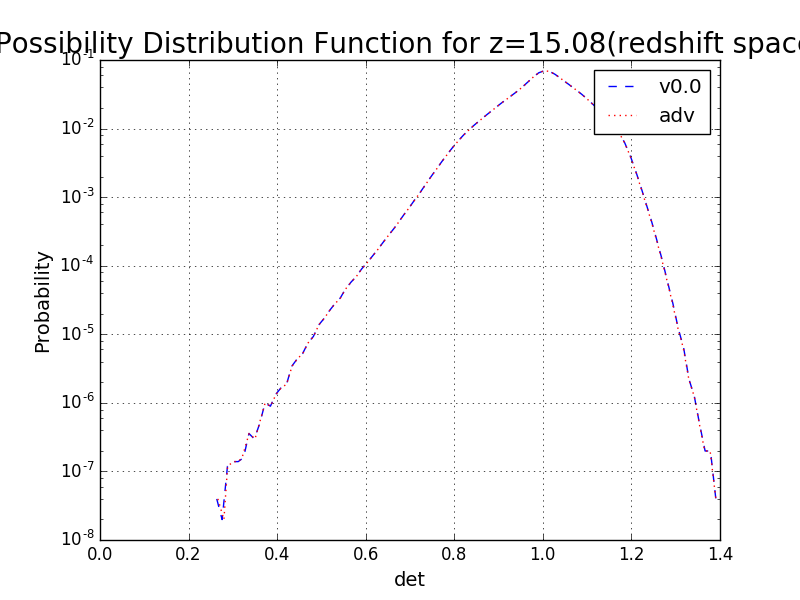 Possibility Distribution Function for z=15.08(redshift space
10^-1
10^-2
10^-3
10^-4
10^-5
10^-6
10^-7
10^-8
Probability
v0.0
adv
0.0 0.2 0.4 0.6 0.8 1.0 1.2 1.4
det